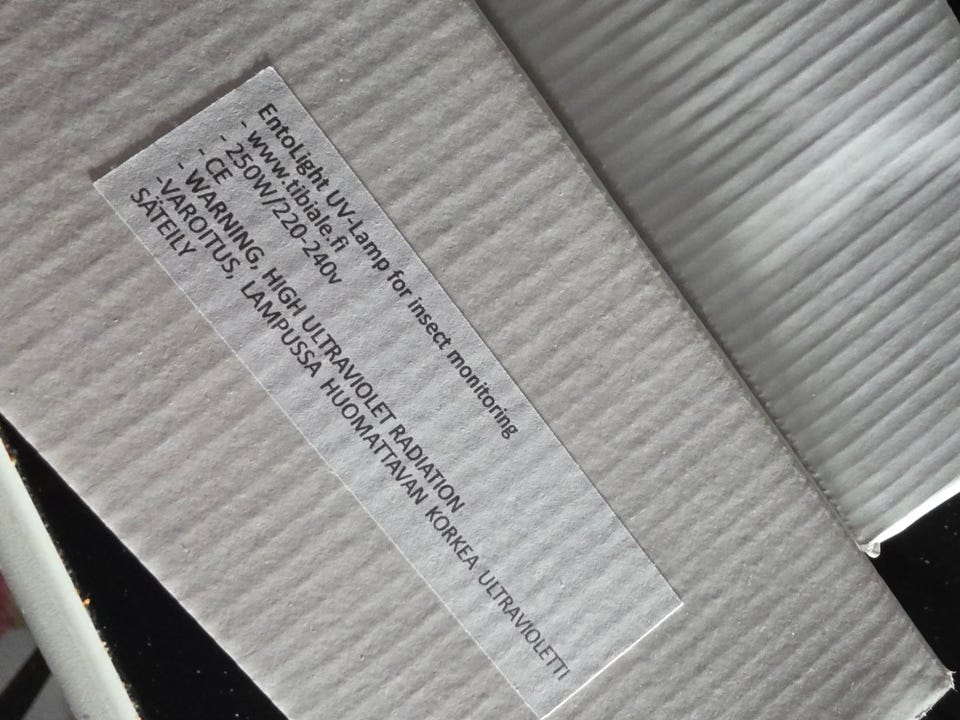 EntoLight UV-Lamp for insect monitoring
- www.tibiale.fi
- 250W/220-240v
- CE
- WARNING, HIGH ULTRAVIOLET RADIATION
-VAROITUS, LAMPUSSA HUOMATTAVAN KORKEA ULTRAVIOLETTI
SÄTEILY